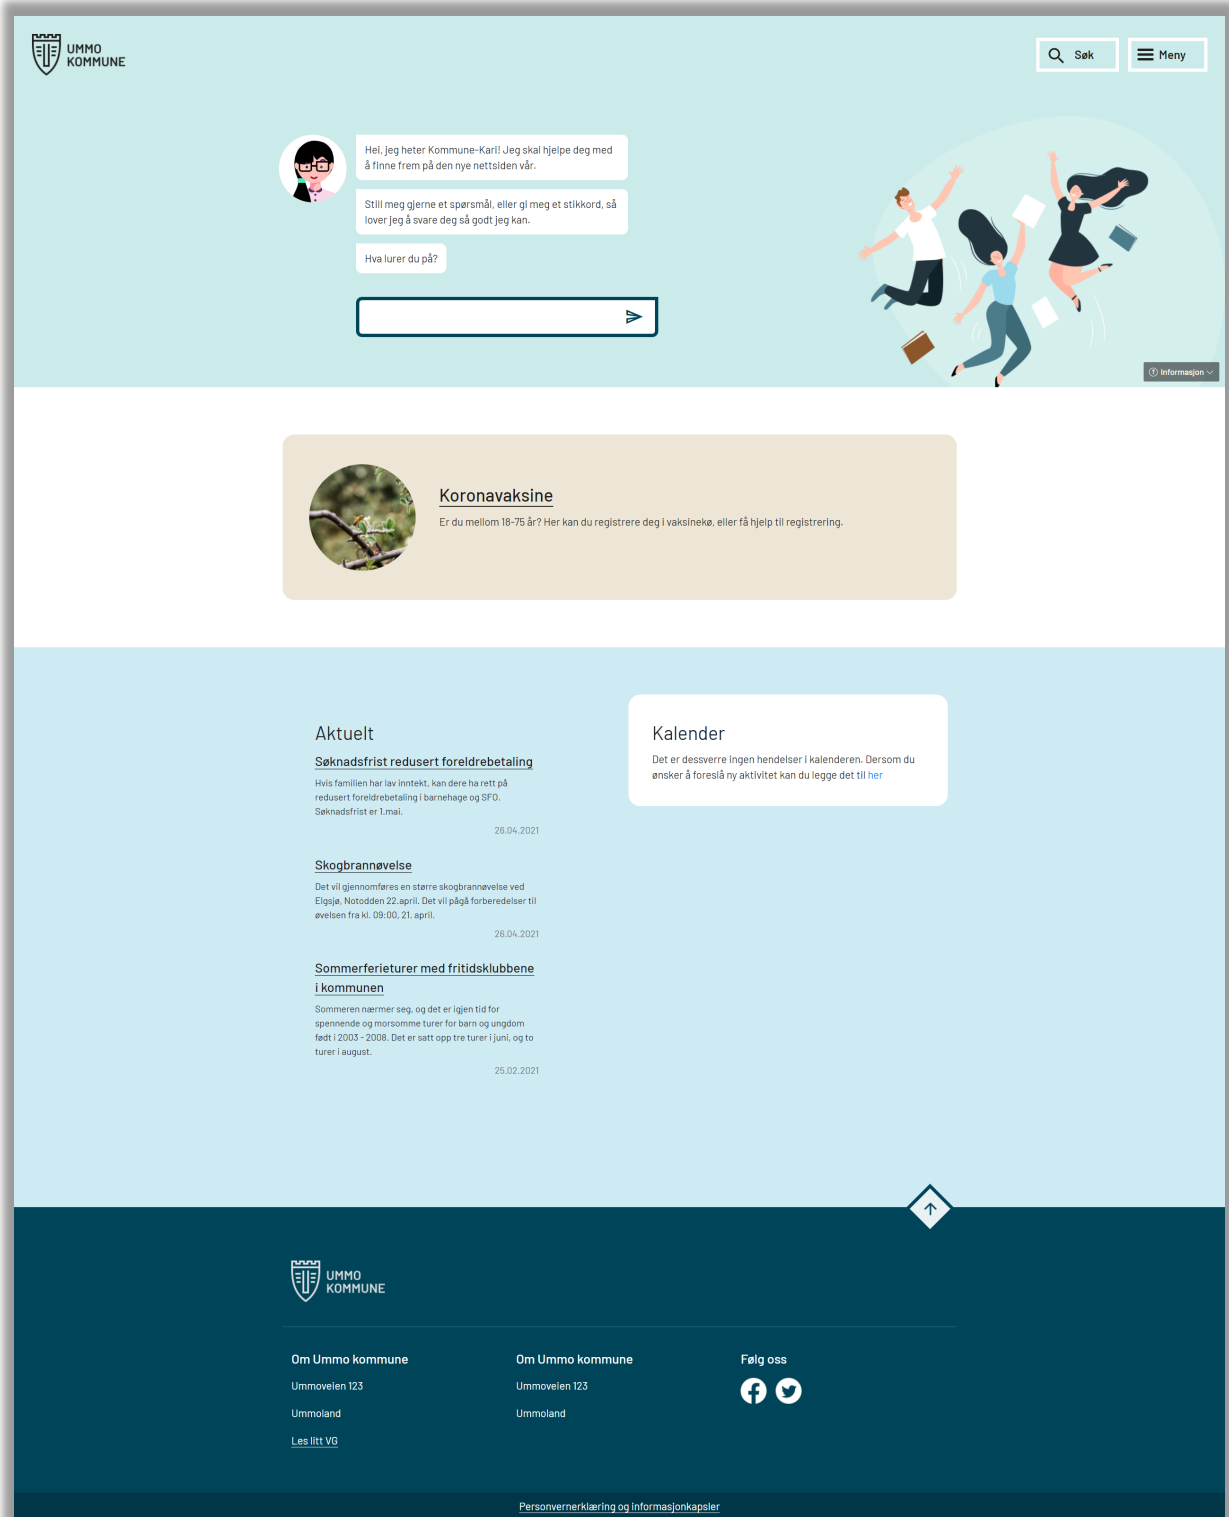 UMMO
KOMMUNE
Søk
Meny
Hei, jeg heter Kommune-Kari! Jeg skal hjelpe deg med
å finne frem på den nye nettsiden vår.
Still meg gjerne et spørsmål, eller gi meg et stikkord, så
lover jeg å svare deg så godt jeg kan.
Hva lurer du på?
Informasjon
Koronavaksine
Er du mellom 18-75 år? Her kan du registrere deg i vaksinekø, eller få hjelp til registrering.
Aktuelt
Søknadsfrist redusert foreldrebetaling
Hvis familien har lav inntekt, kan dere ha rett på
redusert foreldrebetaling i barnehage og SFO.
Søknadsfrist er 1.mai.
26.04.2021
Skogbrannøvelse
Det vil gjennomføres en større skogbrannøvelse ved
Elgsjø, Notodden 22.april. Det vil pågå forberedelser til
øvelsen fra kl. 09:00, 21. april.
26.04.2021
Sommerferieturer med fritidsklubbene
i kommunen
Sommeren nærmer seg, og det er igjen tid for
spennende og morsomme turer for barn og ungdom
født i 2003 - 2008. Det er satt opp tre turer i juni, og to
turer i august.
25.02.2021
Kalender
Det er dessverre ingen hendelser i kalenderen. Dersom du
ønsker å foreslå ny aktivitet kan du legge det til her
UMMO
KOMMUNE
Om Ummo kommune
Ummoveien 123
Ummoland
Les litt VG
Om Ummo kommune
Ummoveien 123
Ummoland
Følg oss
Personvernerklæring og informasjonkapsler